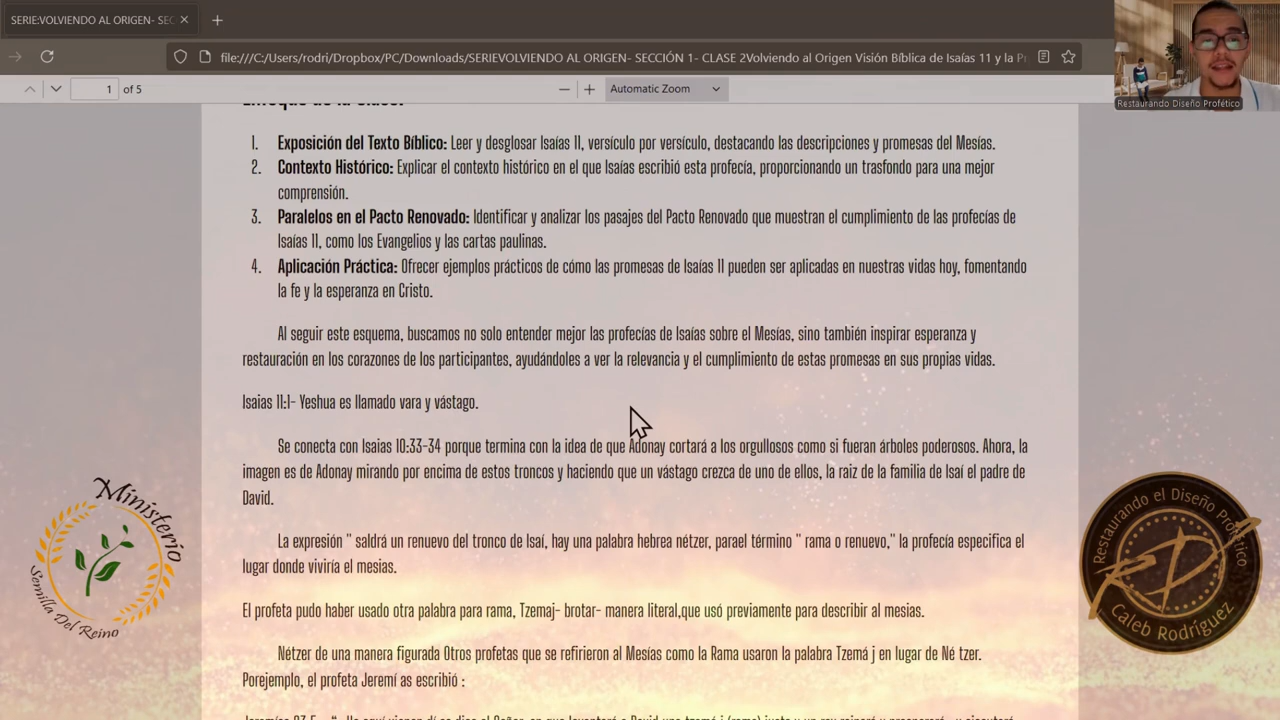 SERIE:VOLVIENDO AL ORIGEN- SEC
file:///C:/Users/rodri/Dropbox/PC/Downloads/SERIEVOLVIENDO AL ORIGEN- SECCIÓN 1- CLASE 2Volviendo al Origen Visión Bíblica de Isaías 11 y la P
1 of 5
Automatic Zoom
Restaurando Diseño Profético
Enfoque de la Clase:
1. Exposición del Texto Bíblico: Leer y desglosar Isaías 11, versículo por versículo, destacando las descripciones y promesas del Mesías.
2. Contexto Histórico: Explicar el contexto histórico en el que Isaías escribió esta profecía, proporcionando un trasfondo para una mejor
comprensión.
3. Paralelos en el Pacto Renovado: Identificar y analizar los pasajes del Pacto Renovado que muestran el cumplimiento de las profecías de
Isaías 11, como los Evangelios y las cartas paulinas.
4. Aplicación Práctica: Ofrecer ejemplos prácticos de cómo las promesas de Isaías 11 pueden ser aplicadas en nuestras vidas hoy, fomentando
la fe y la esperanza en Cristo.
Al seguir este esquema, buscamos no solo entender mejor las profecías de Isaías sobre el Mesías, sino también inspirar esperanza y
restauración en los corazones de los participantes, ayudándoles a ver la relevancia y el cumplimiento de estas promesas en sus propias vidas.
Isaias 11:1- Yeshua es llamado vara y vástago.
Se conecta con Isaias 10:33-34 porque termina con la idea de que Adonay cortará a los orgullosos como si fueran árboles poderosos. Ahora, la
imagen es de Adonay mirando por encima de estos troncos y haciendo que un vástago crezca de uno de ellos, la raiz de la familia de Isaí el padre de
David.
La expresión " saldrá un renuevo del tronco de Isaí, hay una palabra hebrea nétzer, parael término " rama o renuevo," la profecía especifica el
lugar donde viviría el mesias.
El profeta pudo haber usado otra palabra para rama, Tzemaj- brotar- manera literal,que usó previamente para describir al mesias.
Nétzer de una manera figurada Otros profetas que se refirieron al Mesías como la Rama usaron la palabra Tzemá j en lugar de Né tzer.
Porejemplo, el profeta Jeremí as escribió :
Ministerio
Semilla Del Reino
Restaurando el Diseño Profético
RD
Caleb Rodríguez